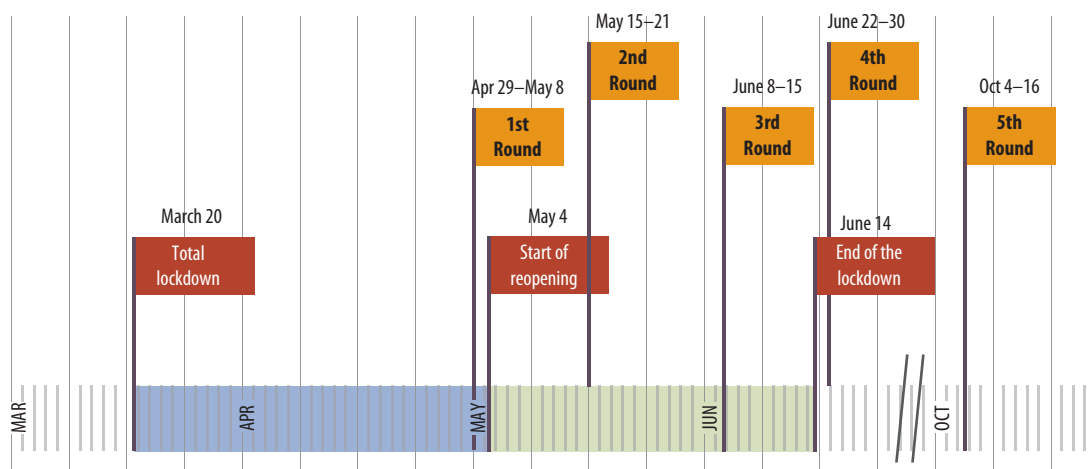 May 15–21
2nd
Round
June 22–30
4th
Round
Apr 29–May 8
1st
Round
June 8–15
3rd
Round
Oct 4–16
5th
Round
March 20
Total
lockdown
May 4
Start of
reopening
June 14
End of the
lockdown
MAR
APR
MAY
JUN
OCT